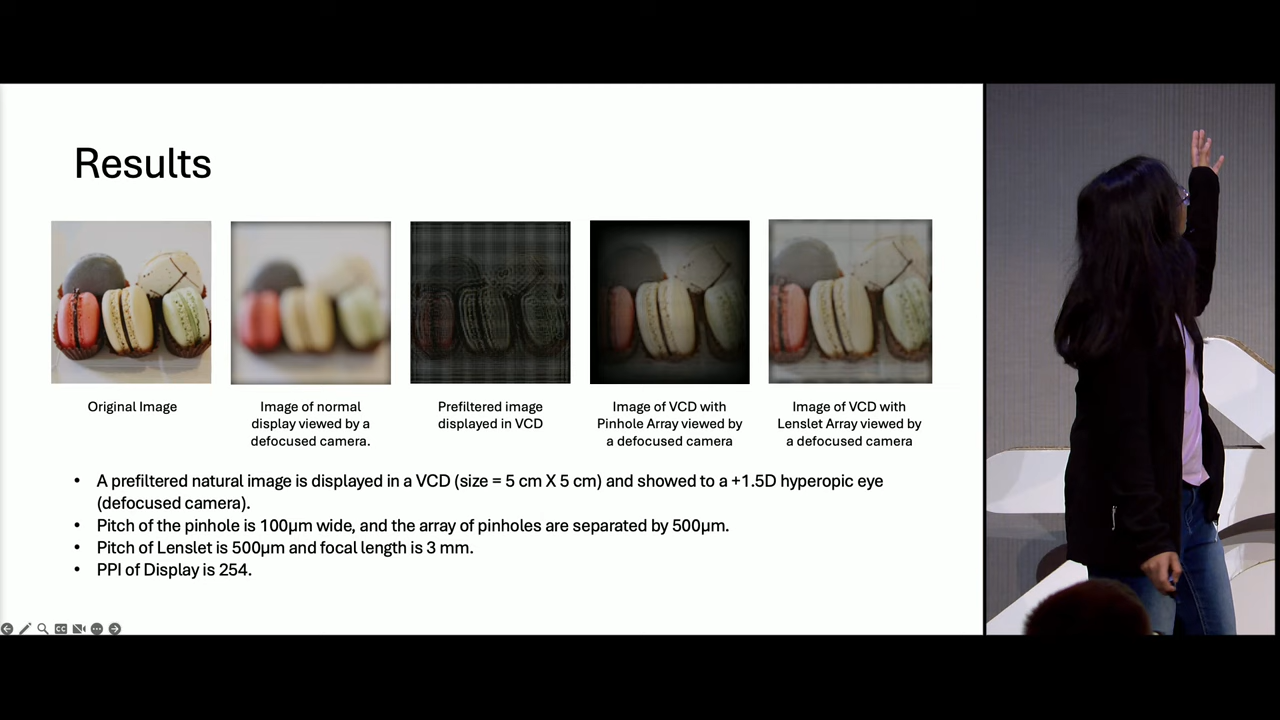 Results
Original Image
Image of normal
display viewed by a
defocused camera.
Prefiltered image
displayed in VCD
Image of VCD with
Pinhole Array viewed by
a defocused camera
Image of VCD with
Lenslet Array viewed by
a defocused camera
• A prefiltered natural image is displayed in a VCD (size = 5 cm X 5 cm) and showed to a +1.5D hyperopic eye
(defocused camera).
• Pitch of the pinhole is 100μm wide, and the array of pinholes are separated by 500μm.
• Pitch of Lenslet is 500μm and focal length is 3 mm.
• PPI of Display is 254.
CC